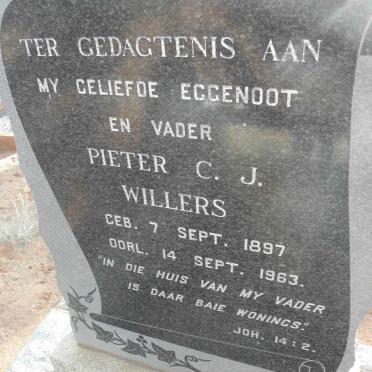 TER GEDAGTENIS AAN
MY GELIEFDE EGGENOOT
EN VADER
PIETER C. J.
WILLERS
GEB. 7 SEPT. 1897
OORL. 14 SEPT. 1963.
"IN DIE HUIS VAN MY VADER
IS DAAR BAIE WONINGS."
JOH. 14:2.